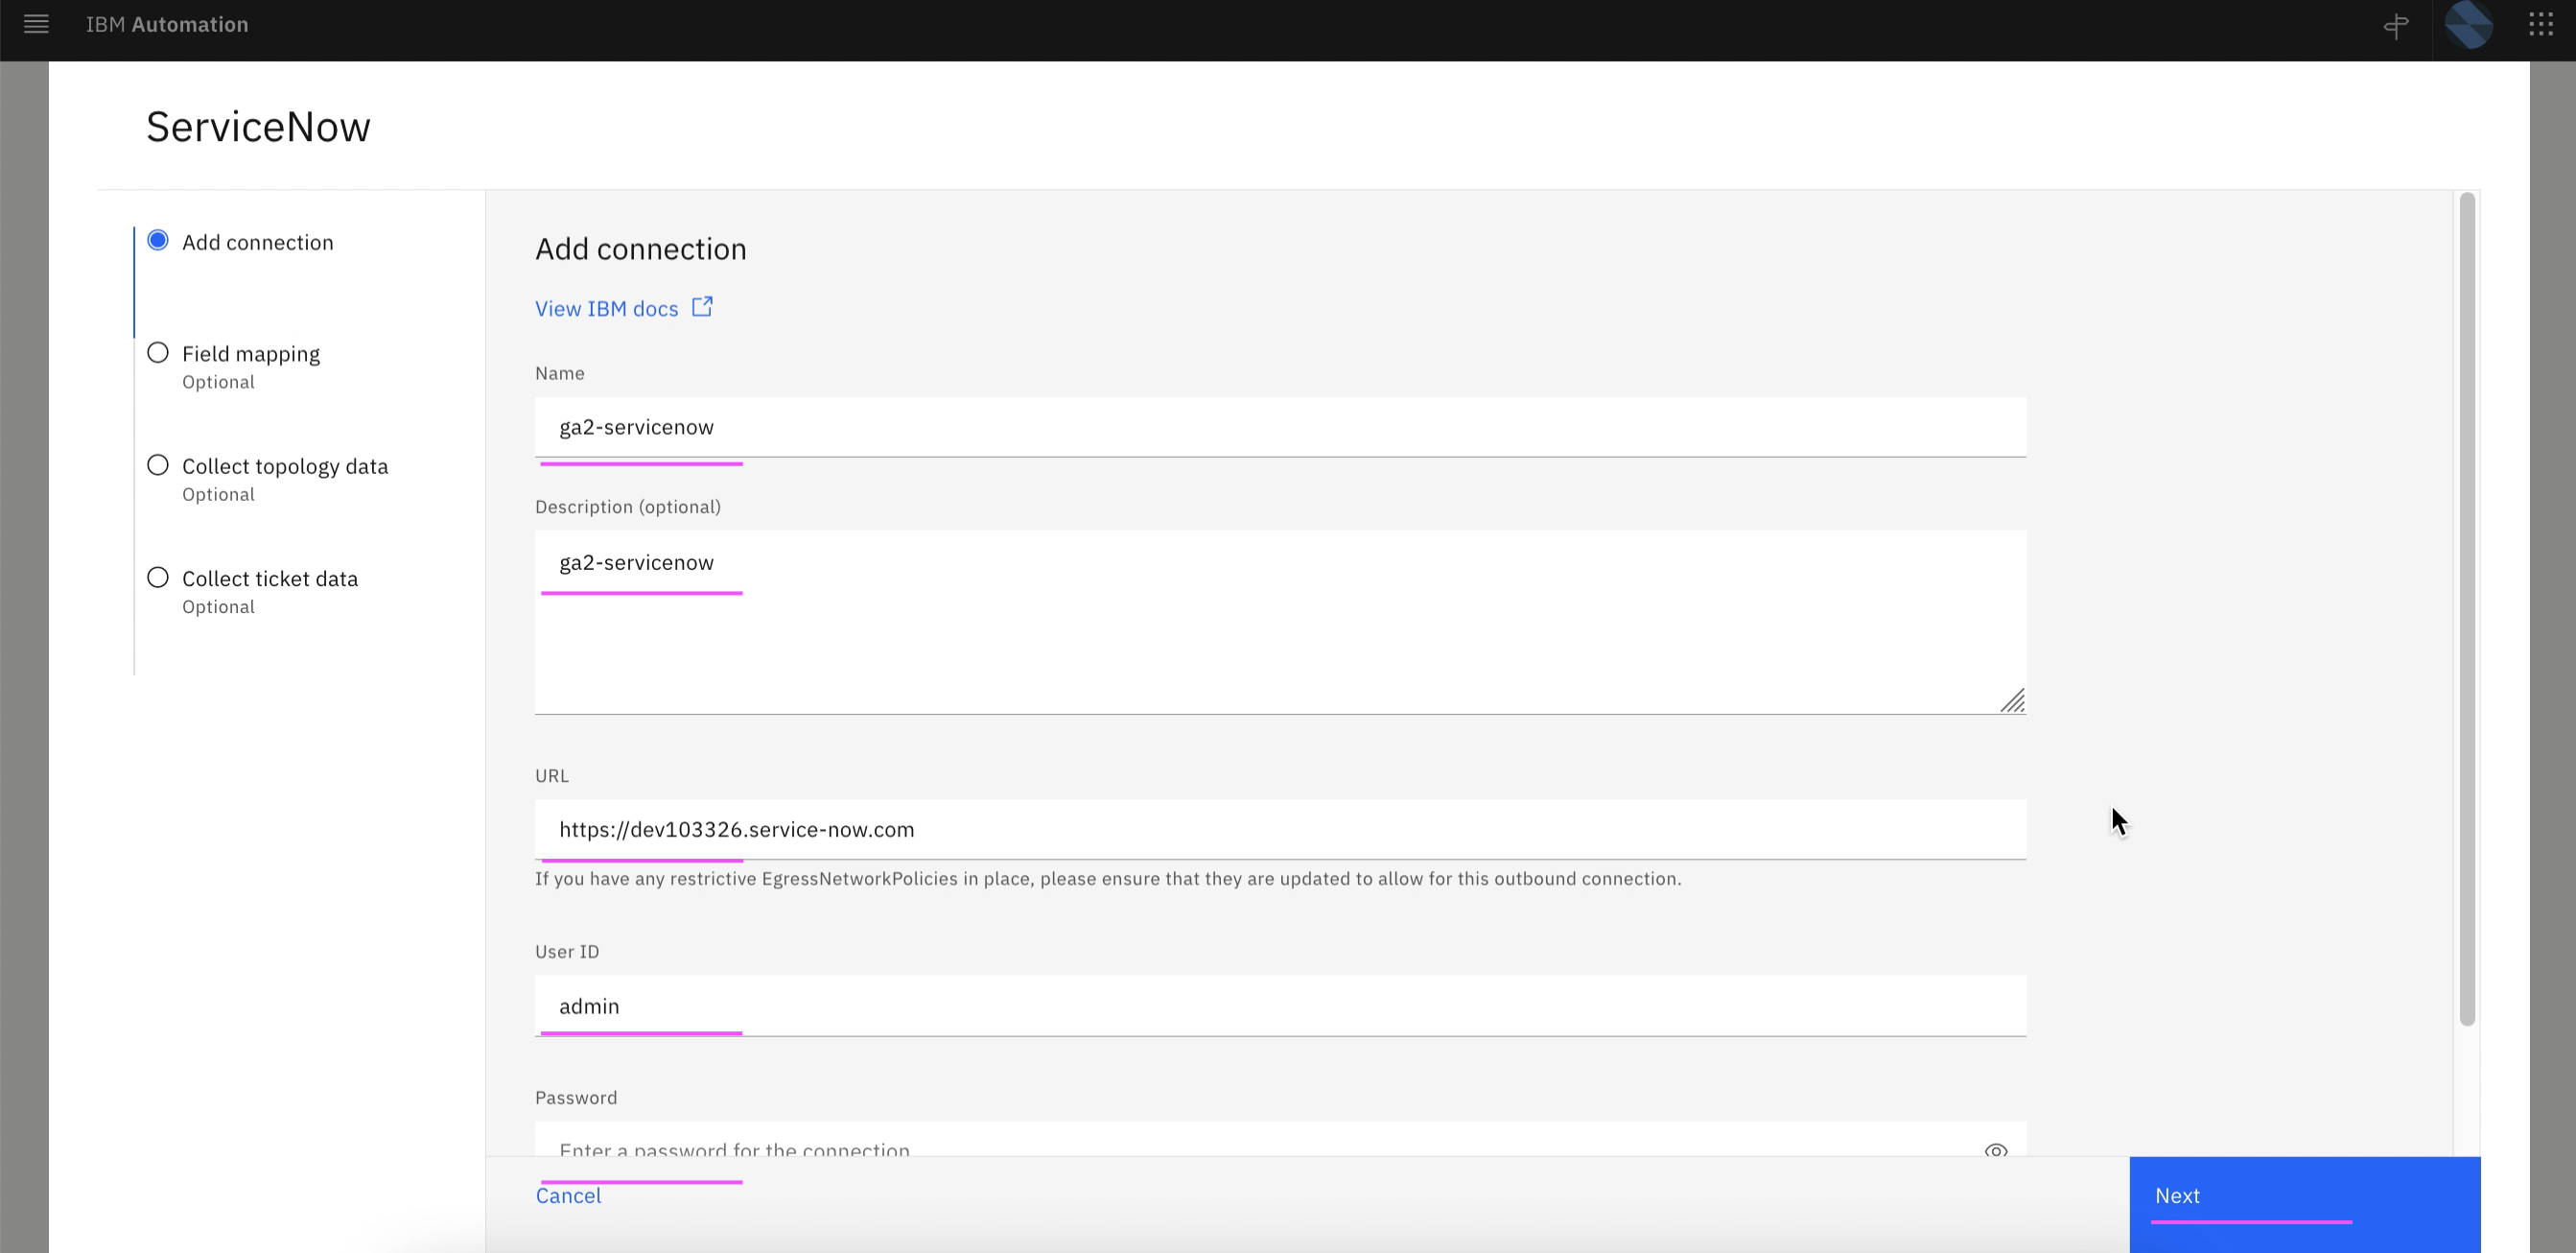 IBM Automation
ServiceNow
Add connection
Field mapping
Optional
Collect topology data
Optional
Collect ticket data
Optional
Add connection
View IBM docs
Name
ga2-servicenow
Description (optional)
ga2-servicenow
URL
https://dev103326.service-now.com
If you have any restrictive EgressNetworkPolicies in place, please ensure that they are updated to allow for this outbound connection.
User ID
admin
Password
Enter a password for the connection
Cancel
Next